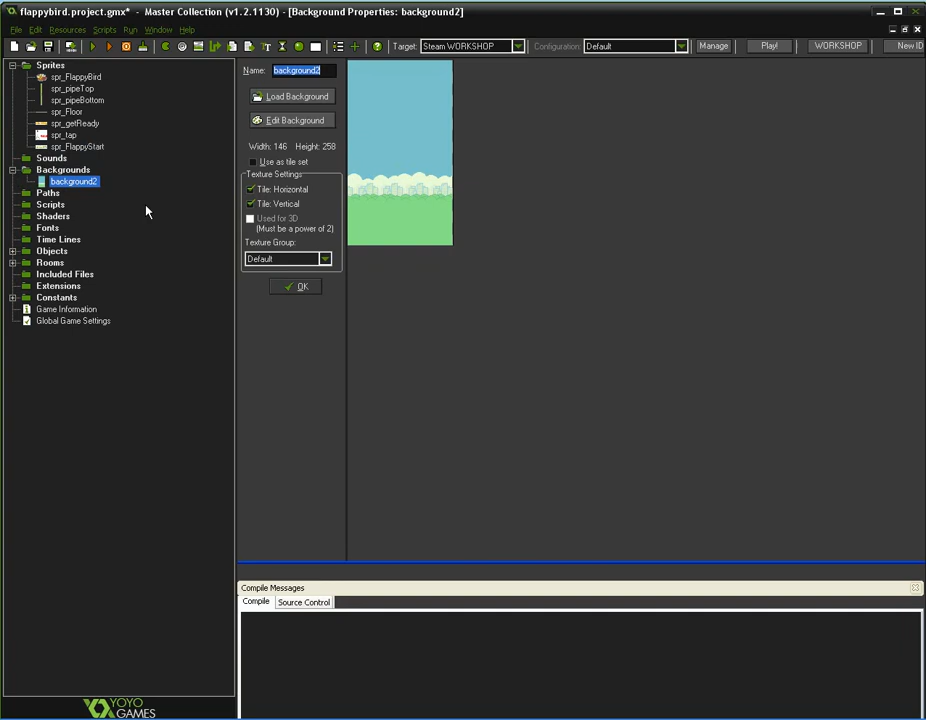 flappybird.project.gmx* - Master Collection (v1.2.1130) - [Background Properties: background2]
File Edit Resources Scripts Run Window Help
Target: Steam WORKSHOP Configuration: Default Manage Play! WORKSHOP New ID
Sprites
spr_FlappyBird
spr_pipeTop
spr_pipeBottom
spr_Floor
spr_getReady
spr_tap
spr_FlappyStart
Sounds
Backgrounds
background2
Paths
Scripts
Shaders
Fonts
Time Lines
Objects
Rooms
Included Files
Extensions
Constants
Game Information
Global Game Settings
Name: background2
Load Background
Edit Background
Width: 146 Height: 258
Use as tile set
Texture Settings
Tile: Horizontal
Tile: Vertical
Used for 3D
(Must be a power of 2)
Texture Group:
Default
OK
Compile Messages
Compile Source Control
YOYO
GAMES